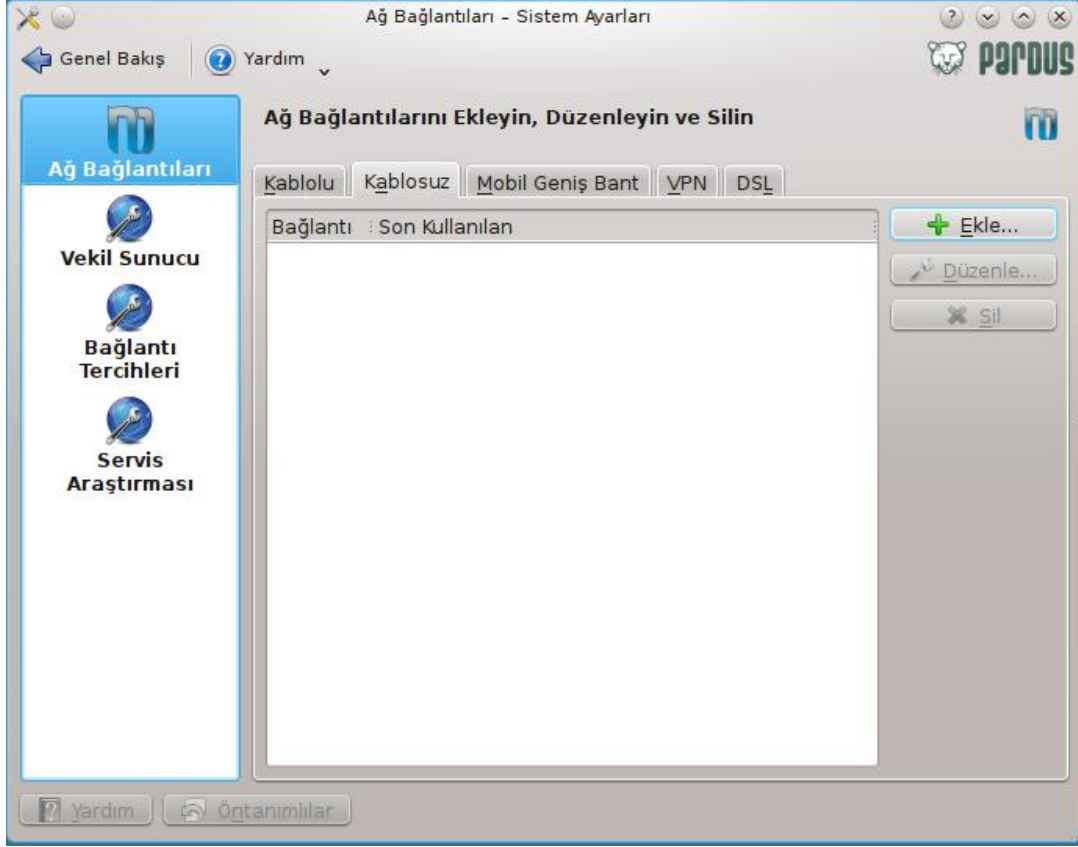 Ağ Bağlantıları – Sistem Ayarları
Genel Bakış
Yardım
PARDUS
Ağ Bağlantıları
Vekil Sunucu
Bağlantı
Tercihleri
Servis
Araştırması
Ağ Bağlantılarını Ekleyin, Düzenleyin ve Silin
Kablolu Kablosuz Mobil Geniş Bant VPN DSL
Bağlantı Son Kullanılan
Ekle...
Düzenle...
Sil
Yardım Öntanımlılar